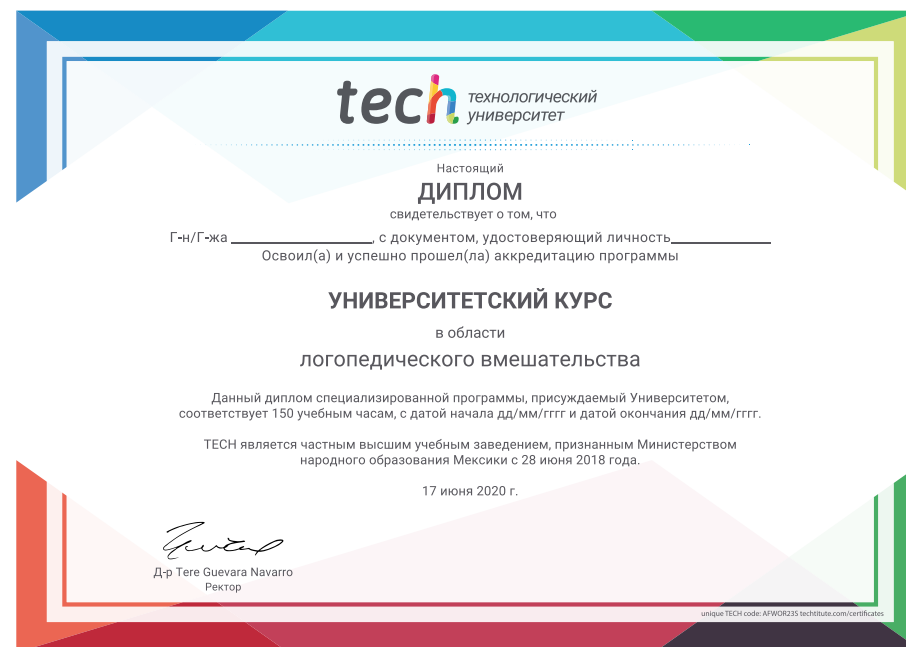 tech технологический
университет
Настоящий
ДИПЛОМ
свидетельствует о том, что
Г-н/Г-жа ________________, с документом, удостоверяющий личность____________
Освоил(а) и успешно прошел(ла) аккредитацию программы
УНИВЕРСИТЕТСКИЙ КУРС
в области
логопедического вмешательства
Данный диплом специализированной программы, присуждаемый Университетом,
соответствует 150 учебным часам, с датой начала дд/мм/гггг и датой окончания дд/мм/гггг.
TECH является частным высшим учебным заведением, признанным Министерством
народного образования Мексики с 28 июня 2018 года.
17 июня 2020 г.
Д-р Tere Guevara Navarro
Ректор
unique TECH code: AFWOR23S techtitute.com/certificates